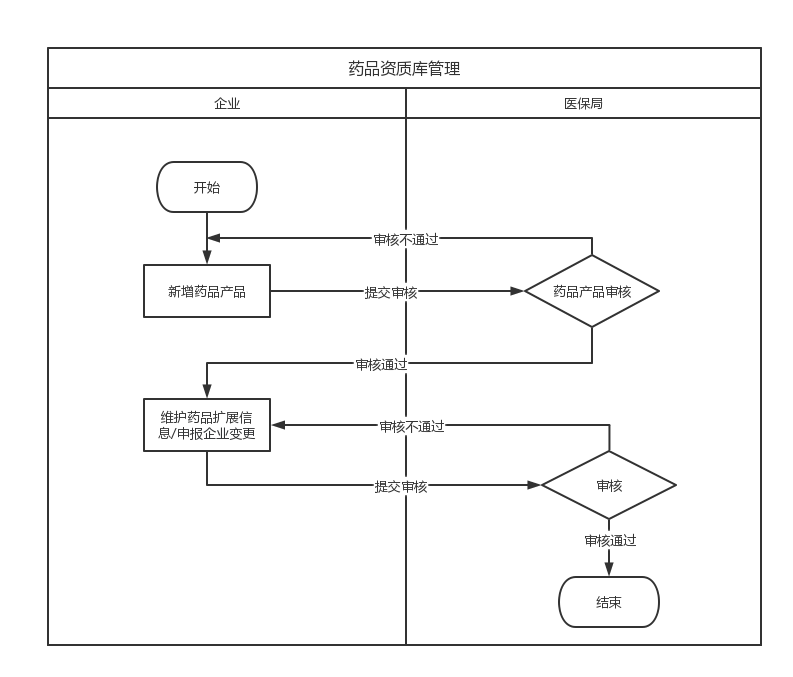 药品资质库管理
企业
医保局
开始
审核不通过
新增药品产品
提交审核
药品产品审核
审核通过
维护药品扩展信
息/申报企业变更
审核不通过
提交审核
审核
审核通过
结束